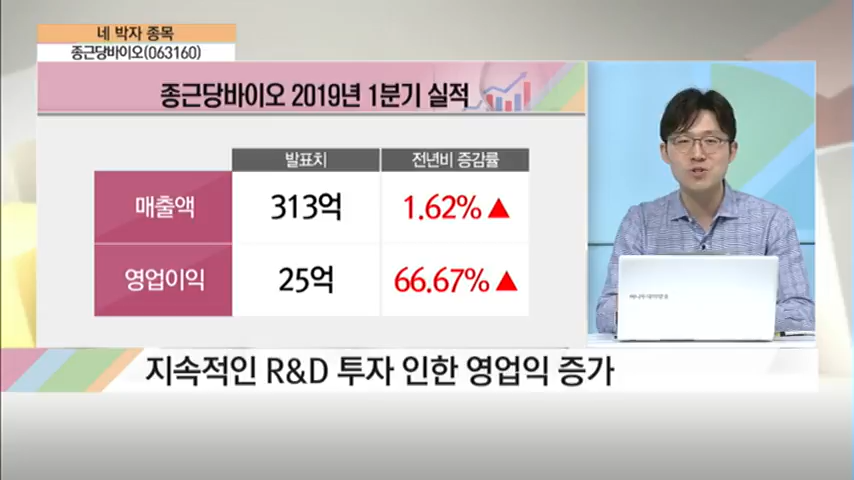 네 박자 종목
종근당바이오(063160)
종근당바이오 2019년 1분기 실적
발표치 전년비 증감률
매출액 313억 1.62% ▲
영업이익 25억 66.67% ▲
지속적인 R&D 투자 인한 영업익 증가